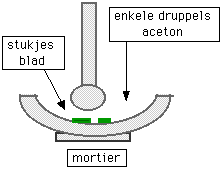 enkele druppels
aceton
stukjes
blad
mortier